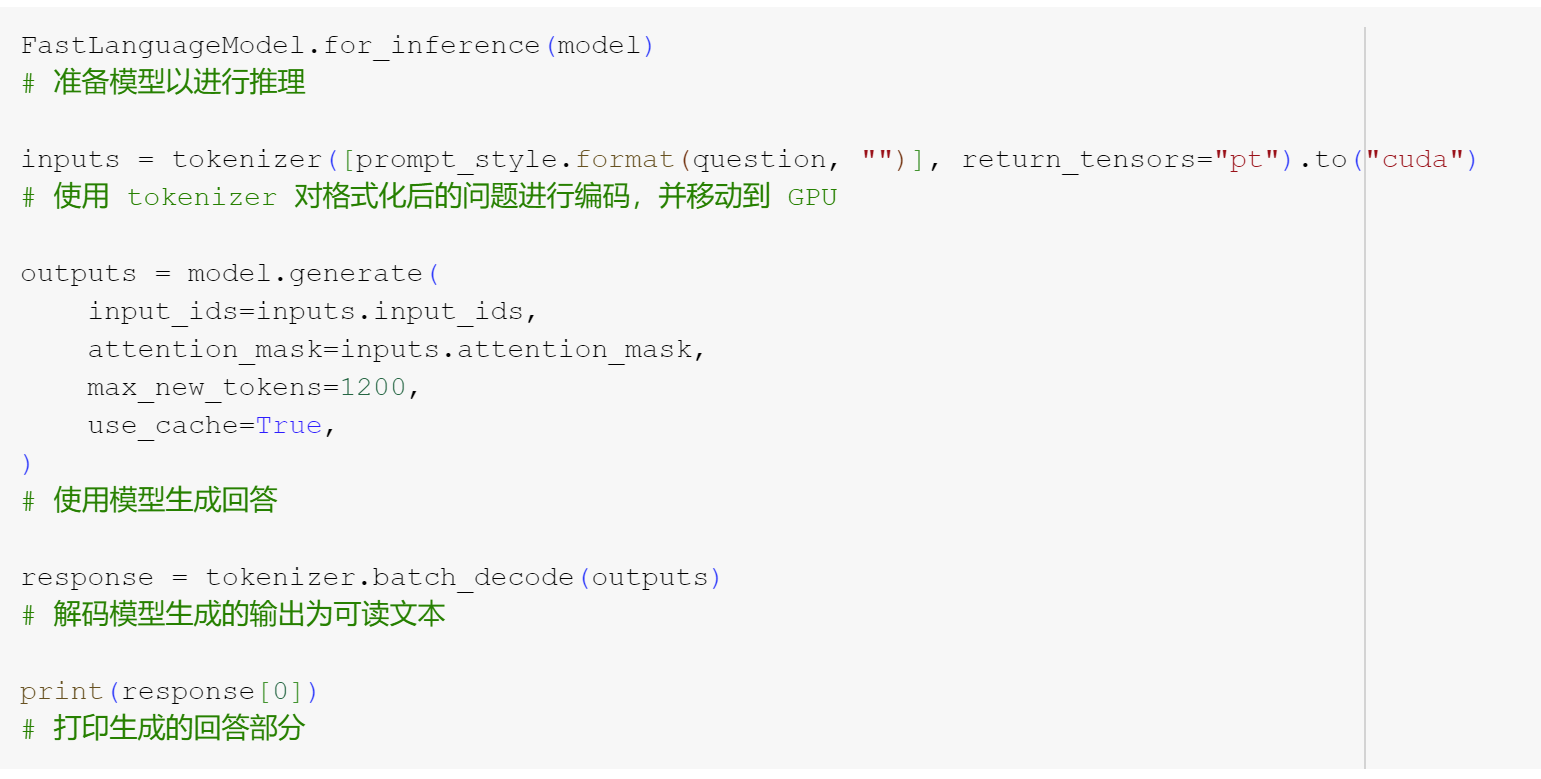 FastLanguageModel.for_inference(model)
# 准备模型以进行推理
inputs = tokenizer([prompt_style.format(question, "")], return_tensors="pt").to("cuda")
# 使用 tokenizer 对格式化后的问题进行编码，并移动到 GPU
outputs = model.generate(
    input_ids=inputs.input_ids,
    attention_mask=inputs.attention_mask,
    max_new_tokens=1200,
    use_cache=True,
)
# 使用模型生成回答
response = tokenizer.batch_decode(outputs)
# 解码模型生成的输出为可读文本
print(response[0])
# 打印生成的回答部分